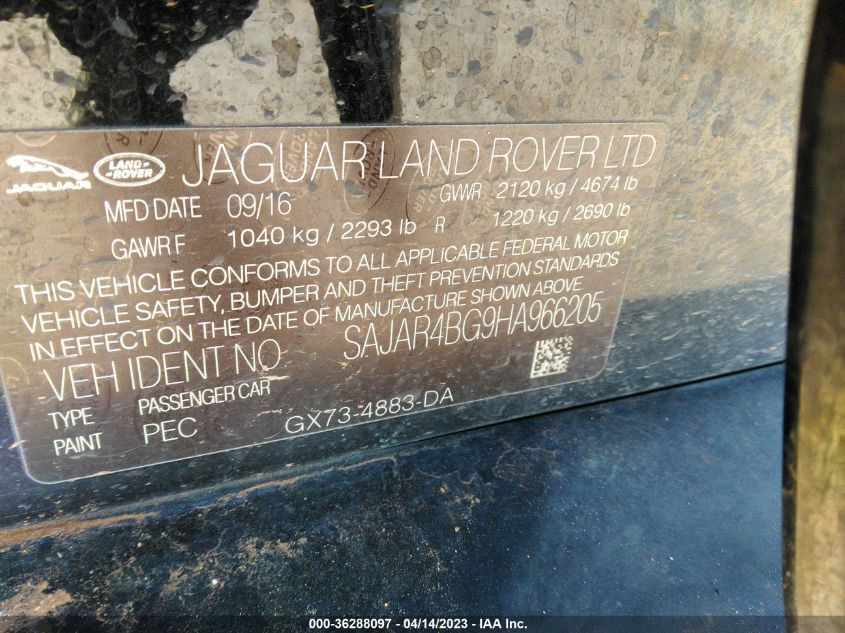 JAGUAR LAND-ROVER JAGUAR LAND ROVER LTD
MFD DATE 09/16 GWWR 2120 kg / 4674 lb
GAWR F 1040 kg / 2293 lb R 1220 kg / 2690 lb
THIS VEHICLE CONFORMS TO ALL APPLICABLE FEDERAL MOTOR
VEHICLE SAFETY, BUMPER AND THEFT PREVENTION STANDARDS
IN EFFECT ON THE DATE OF MANUFACTURE SHOWN ABOVE
VEH IDENT NO SAJAR4BG9HA966205
TYPE PASSENGER CAR
PAINT PEC GX73-4883-DA
000-36288097 - 04/14/2023 - IAA Inc.